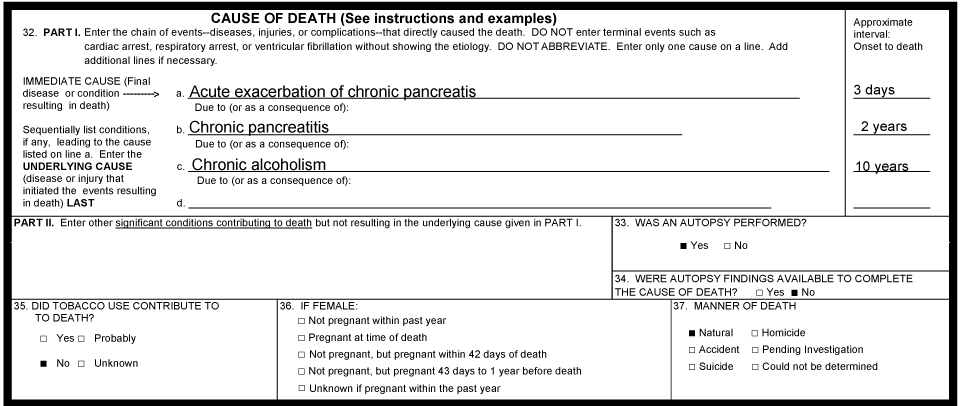 CAUSE OF DEATH (See instructions and examples)
32. PART I. Enter the chain of events--diseases, injuries, or complications--that directly caused the death. DO NOT enter terminal events such as
cardiac arrest, respiratory arrest, or ventricular fibrillation without showing the etiology. DO NOT ABBREVIATE. Enter only one cause on a line. Add
additional lines if necessary.
Approximate
interval:
Onset to death
IMMEDIATE CAUSE (Final
disease or condition --------->
resulting in death)
a. Acute exacerbation of chronic pancreatis
3 days
Due to (or as a consequence of):
Sequentially list conditions,
if any, leading to the cause
listed on line a. Enter the
UNDERLYING CAUSE
(disease or injury that
initiated the events resulting
in death) LAST
b. Chronic pancreatitis
2 years
Due to (or as a consequence of):
c. Chronic alcoholism
10 years
Due to (or as a consequence of):
d.
PART II. Enter other significant conditions contributing to death but not resulting in the underlying cause given in PART I.
33. WAS AN AUTOPSY PERFORMED?
■ Yes □ No
34. WERE AUTOPSY FINDINGS AVAILABLE TO COMPLETE
THE CAUSE OF DEATH? □ Yes ■ No
35. DID TOBACCO USE CONTRIBUTE TO
TO DEATH?
□ Yes □ Probably
■ No □ Unknown
36. IF FEMALE:
□ Not pregnant within past year
□ Pregnant at time of death
□ Not pregnant, but pregnant within 42 days of death
□ Not pregnant, but pregnant 43 days to 1 year before death
□ Unknown if pregnant within the past year
37. MANNER OF DEATH
■ Natural □ Homicide
□ Accident □ Pending Investigation
□ Suicide □ Could not be determined